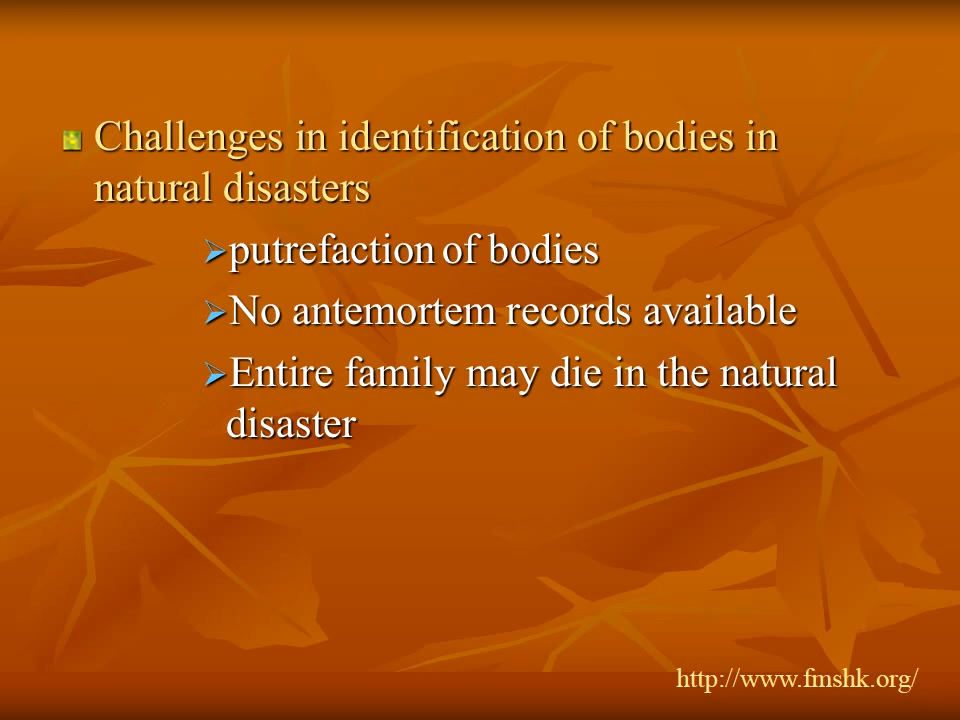 Challenges in identification of bodies in
natural disasters
putrefaction of bodies
No antemortem records available
Entire family may die in the natural
disaster
http://www.fmshk.org/